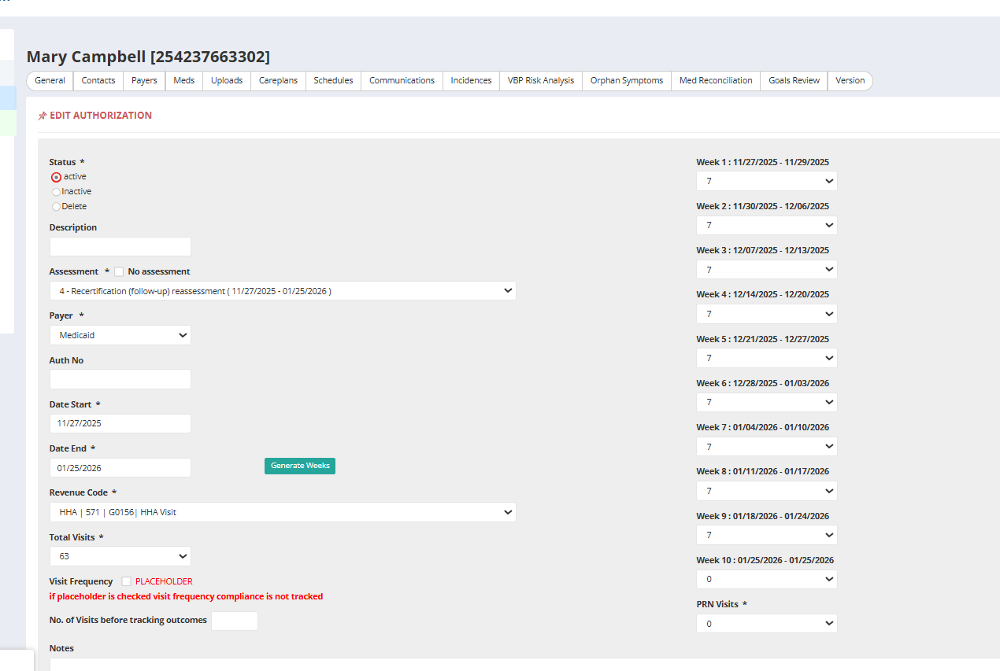 Mary Campbell [254237663302]
General Contacts Payers Meds Uploads Careplans Schedules Communications Incidences VBP Risk Analysis Orphan Symptoms Med Reconciliation Goals Review Version
EDIT AUTHORIZATION
Status *
active
Inactive
Delete
Description
Assessment * No assessment
4 - Recertification (follow-up) reassessment ( 11/27/2025 - 01/25/2026 )
Payer *
Medicaid
Auth No
Date Start *
11/27/2025
Date End *
01/25/2026
Generate Weeks
Revenue Code *
HHA | 571 | G0156| HHA Visit
Total Visits *
63
Visit Frequency PLACEHOLDER
if placeholder is checked visit frequency compliance is not tracked
No. of Visits before tracking outcomes
Notes
Week 1 : 11/27/2025 - 11/29/2025
7
Week 2 : 11/30/2025 - 12/06/2025
7
Week 3 : 12/07/2025 - 12/13/2025
7
Week 4 : 12/14/2025 - 12/20/2025
7
Week 5 : 12/21/2025 - 12/27/2025
7
Week 6 : 12/28/2025 - 01/03/2026
7
Week 7 : 01/04/2026 - 01/10/2026
7
Week 8 : 01/11/2026 - 01/17/2026
7
Week 9 : 01/18/2026 - 01/24/2026
7
Week 10 : 01/25/2026 - 01/25/2026
0
PRN Visits *
0